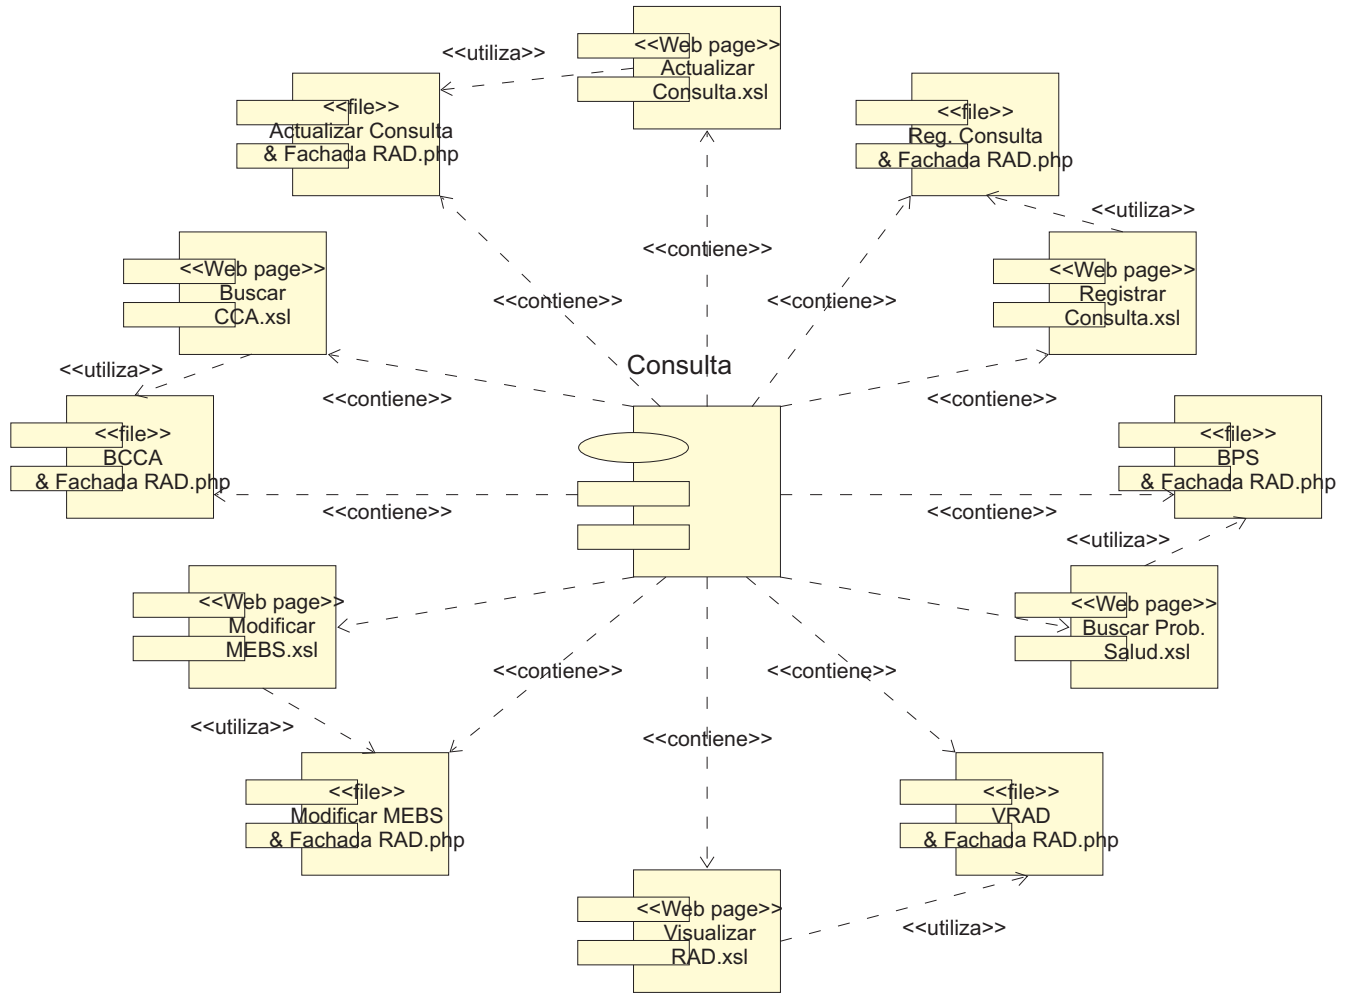 <<Web page>>
Actualizar
Consulta.xsl
<<utiliza>>
<<file>>
Actualizar Consulta
& Fachada RAD.php
<<file>>
Reg. Consulta
& Fachada RAD.php
<<utiliza>>
<<contiene>>
<<Web page>>
Buscar
CCA.xsl
<<Web page>>
Registrar
Consulta.xsl
<<contiene>>
<<contiene>>
Consulta
<<utiliza>>
<<contiene>>
<<contiene>>
<<file>>
BCCA
& Fachada RAD.php
<<file>>
BPS
& Fachada RAD.php
<<contiene>>
<<contiene>>
<<utiliza>>
<<Web page>>
Modificar
MEBS.xsl
<<Web page>>
Buscar Prob.
Salud.xsl
<<contiene>>
<<contiene>>
<<utiliza>>
<<contiene>>
<<file>>
Modificar MEBS
& Fachada RAD.php
<<file>>
VRAD
& Fachada RAD.php
<<Web page>>
Visualizar
RAD.xsl
<<utiliza>>